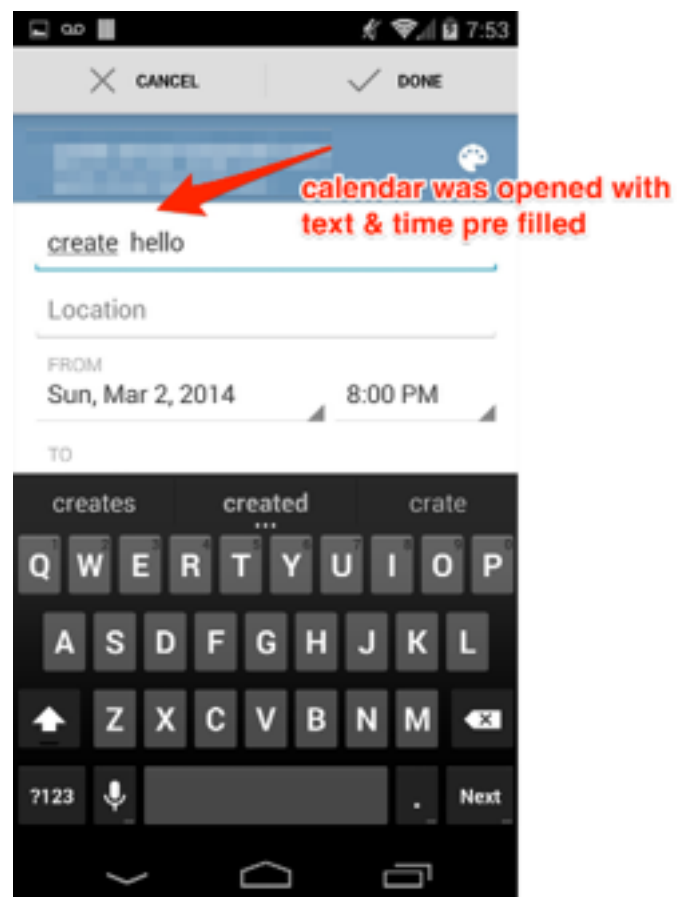 7:53
CANCEL DONE
calendar was opened with
text & time pre filled
create hello
Location
FROM
Sun, Mar 2, 2014 8:00 PM
TO
creates created crate
Q W E R T Y U I O P
A S D F G H J K L
Z X C V B N M
?123 . Next